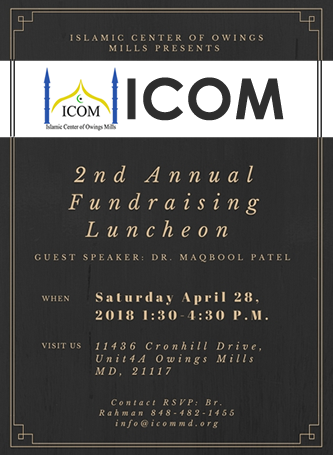 ISLAMIC CENTER OF OWINGS
MILLS PRESENTS
ICOM
Islamic Center of Owings Mills
ICOM
2nd Annual
Fundraising
Luncheon
GUEST SPEAKER: DR. MAQBOOL PATEL
WHEN
Saturday April 28,
2018 1:30-4:30 P.M.
VISIT US
11436 Cronhill Drive,
Unit4A Owings Mills
MD, 21117
Contact RSVP: Br.
Rahman 848-482-1455
info@icommd.org